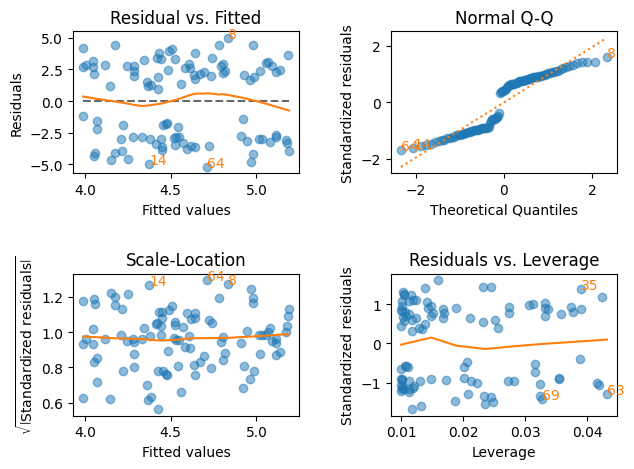 Residual vs. Fitted
Residuals
5.0
2.5
0.0
−2.5
−5.0
8
14
64
4.0 4.5 5.0
Fitted values
Normal Q-Q
Standardized residuals
2
0
−2
8
−2 0 2
Theoretical Quantiles
Scale-Location
√|Standardized residuals|
1.2
1.0
0.8
0.6
14
64
8
4.0 4.5 5.0
Fitted values
Residuals vs. Leverage
Standardized residuals
1
0
−1
35
69
63
0.01 0.02 0.03 0.04
Leverage